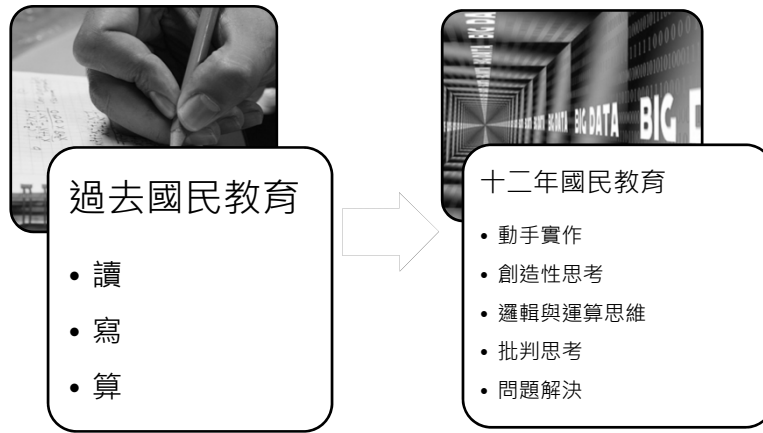 過去國民教育
• 讀
• 寫
• 算
BIG DATA
BIG DATA
BIG D
十二年國民教育
• 動手實作
• 創造性思考
• 邏輯與運算思維
• 批判思考
• 問題解決